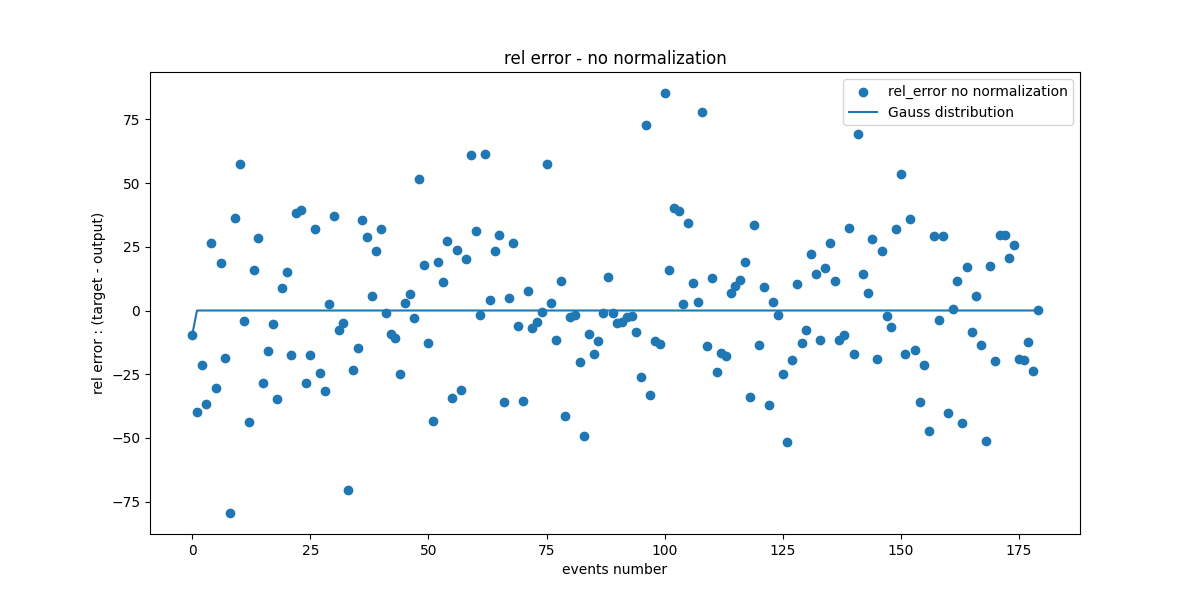 rel error - no normalization
rel_error no normalization
Gauss distribution
75
50
25
0
−25
−50
−75
rel error : (target - output)
0 25 50 75 100 125 150 175
events number